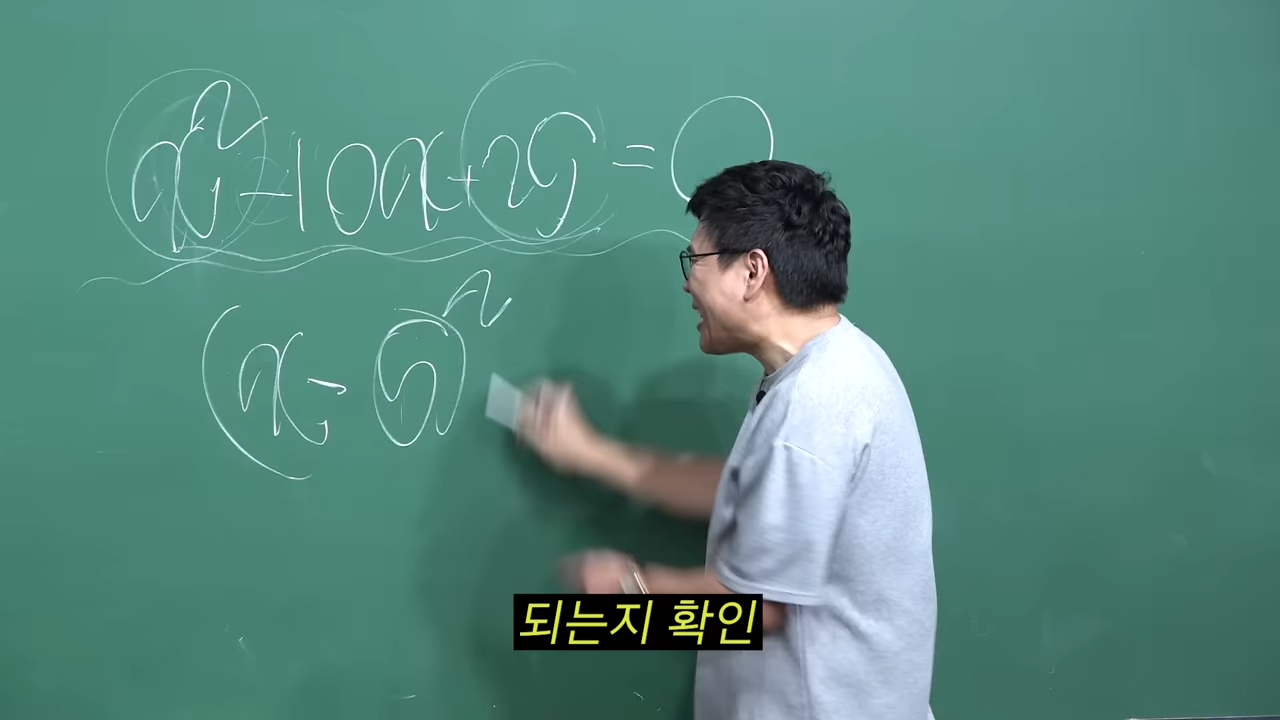 x² - 10x + 25 = 0
(x - 5)²
되는지 확인